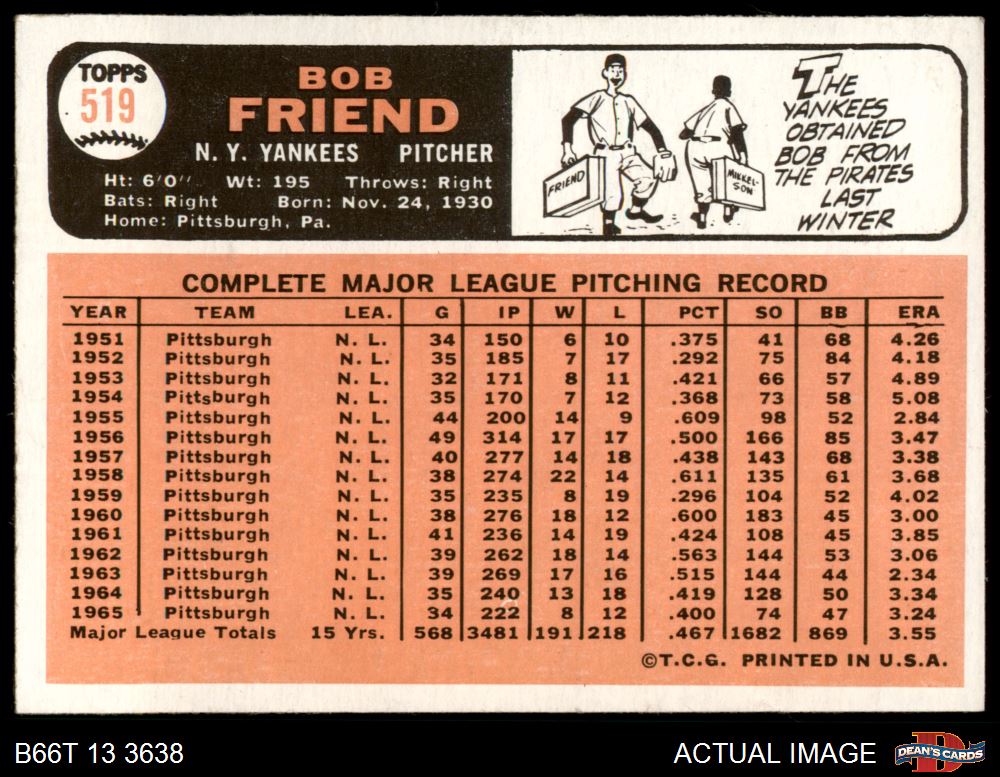 TOPPS
519
BOB
FRIEND
N. Y. YANKEES PITCHER
Ht: 6'0" Wt: 195 Throws: Right
Bats: Right Born: Nov. 24, 1930
Home: Pittsburgh, Pa.
FRIEND
MIKKEL-
SON
THE
YANKEES
OBTAINED
BOB FROM
THE PIRATES
LAST
WINTER
COMPLETE MAJOR LEAGUE PITCHING RECORD
YEAR TEAM LEA. G IP W L PCT SO BB ERA
1951 Pittsburgh N. L. 34 150 6 10 .375 41 68 4.26
1952 Pittsburgh N. L. 35 185 7 17 .292 75 84 4.18
1953 Pittsburgh N. L. 32 171 8 11 .421 66 57 4.89
1954 Pittsburgh N. L. 35 170 7 12 .368 73 58 5.08
1955 Pittsburgh N. L. 44 200 14 9 .609 98 52 2.84
1956 Pittsburgh N. L. 49 314 17 17 .500 166 85 3.47
1957 Pittsburgh N. L. 40 277 14 18 .438 143 68 3.38
1958 Pittsburgh N. L. 38 274 22 14 .611 135 61 3.68
1959 Pittsburgh N. L. 35 235 8 19 .296 104 52 4.02
1960 Pittsburgh N. L. 38 276 18 12 .600 183 45 3.00
1961 Pittsburgh N. L. 41 236 14 19 .424 108 45 3.85
1962 Pittsburgh N. L. 39 262 18 14 .563 144 53 3.06
1963 Pittsburgh N. L. 39 269 17 16 .515 144 44 2.34
1964 Pittsburgh N. L. 35 240 13 18 .419 128 50 3.34
1965 Pittsburgh N. L. 34 222 8 12 .400 74 47 3.24
Major League Totals 15 Yrs. 568 3481 191 218 .467 1682 869 3.55
©T.C.G. PRINTED IN U.S.A.
B66T 13 3638 ACTUAL IMAGE D DEAN'S CARDS